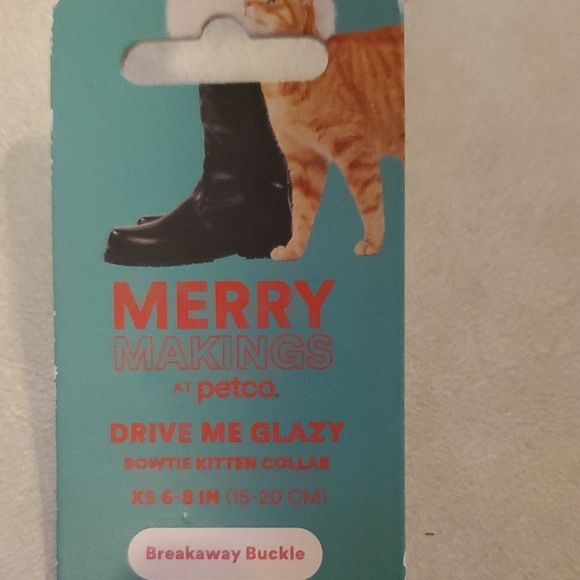 MERRY
MAKINGS
AT petco.
DRIVE ME GLAZY
BOWTIE KITTEN COLLAR
XS 6-8 IN (15-20 CM)
Breakaway Buckle